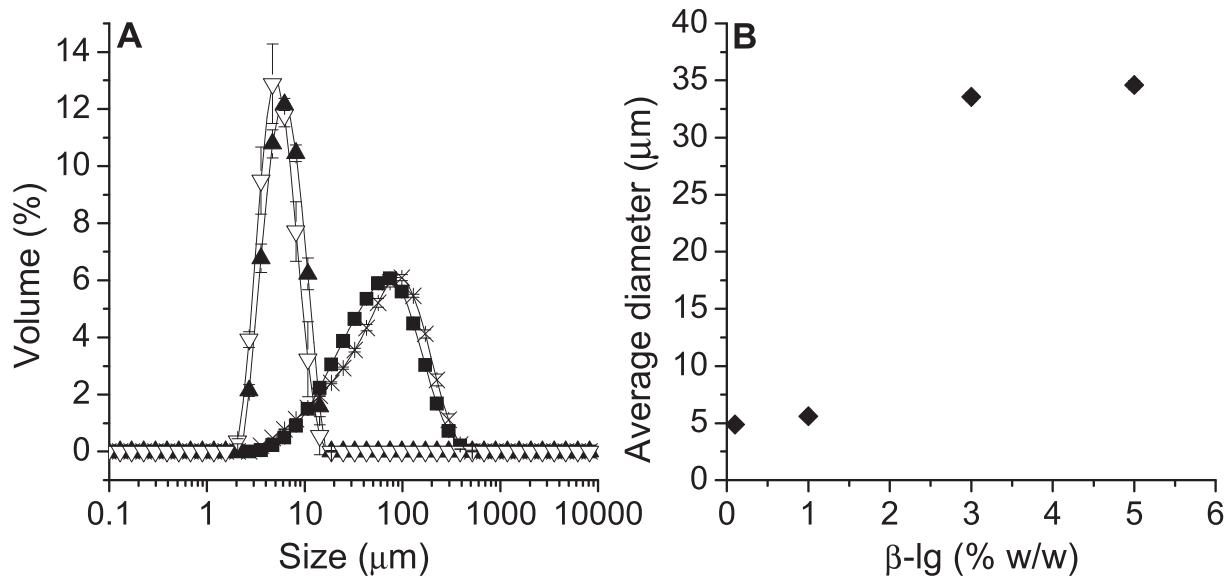 A
14
12
10
8
6
4
2
0
Volume (%)
0.1 1 10 100 1000 10000
Size (μm)
B
40
35
30
25
20
15
10
5
0
Average diameter (μm)
0 1 2 3 4 5 6
β-lg (% w/w)